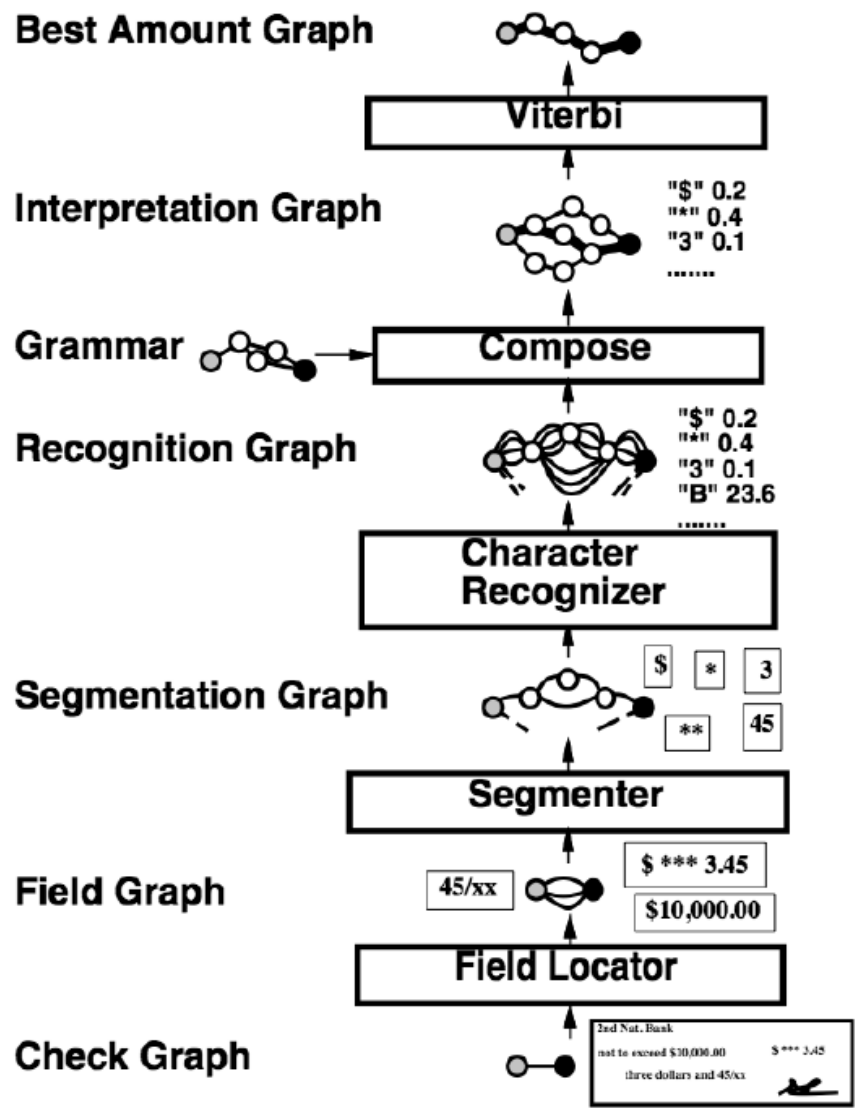 Best Amount Graph
Viterbi
Interpretation Graph
"$" 0.2
"*" 0.4
"3" 0.1
.......
Grammar
Compose
Recognition Graph
"$" 0.2
"*" 0.4
"3" 0.1
"B" 23.6
.......
Character
Recognizer
Segmentation Graph
$ * 3
** 45
Segmenter
$ *** 3.45
Field Graph
45/xx
$10,000.00
Field Locator
Check Graph
2nd Nat. Bank
not to exceed $10,000.00 $ *** 3.45
three dollars and 45/xx